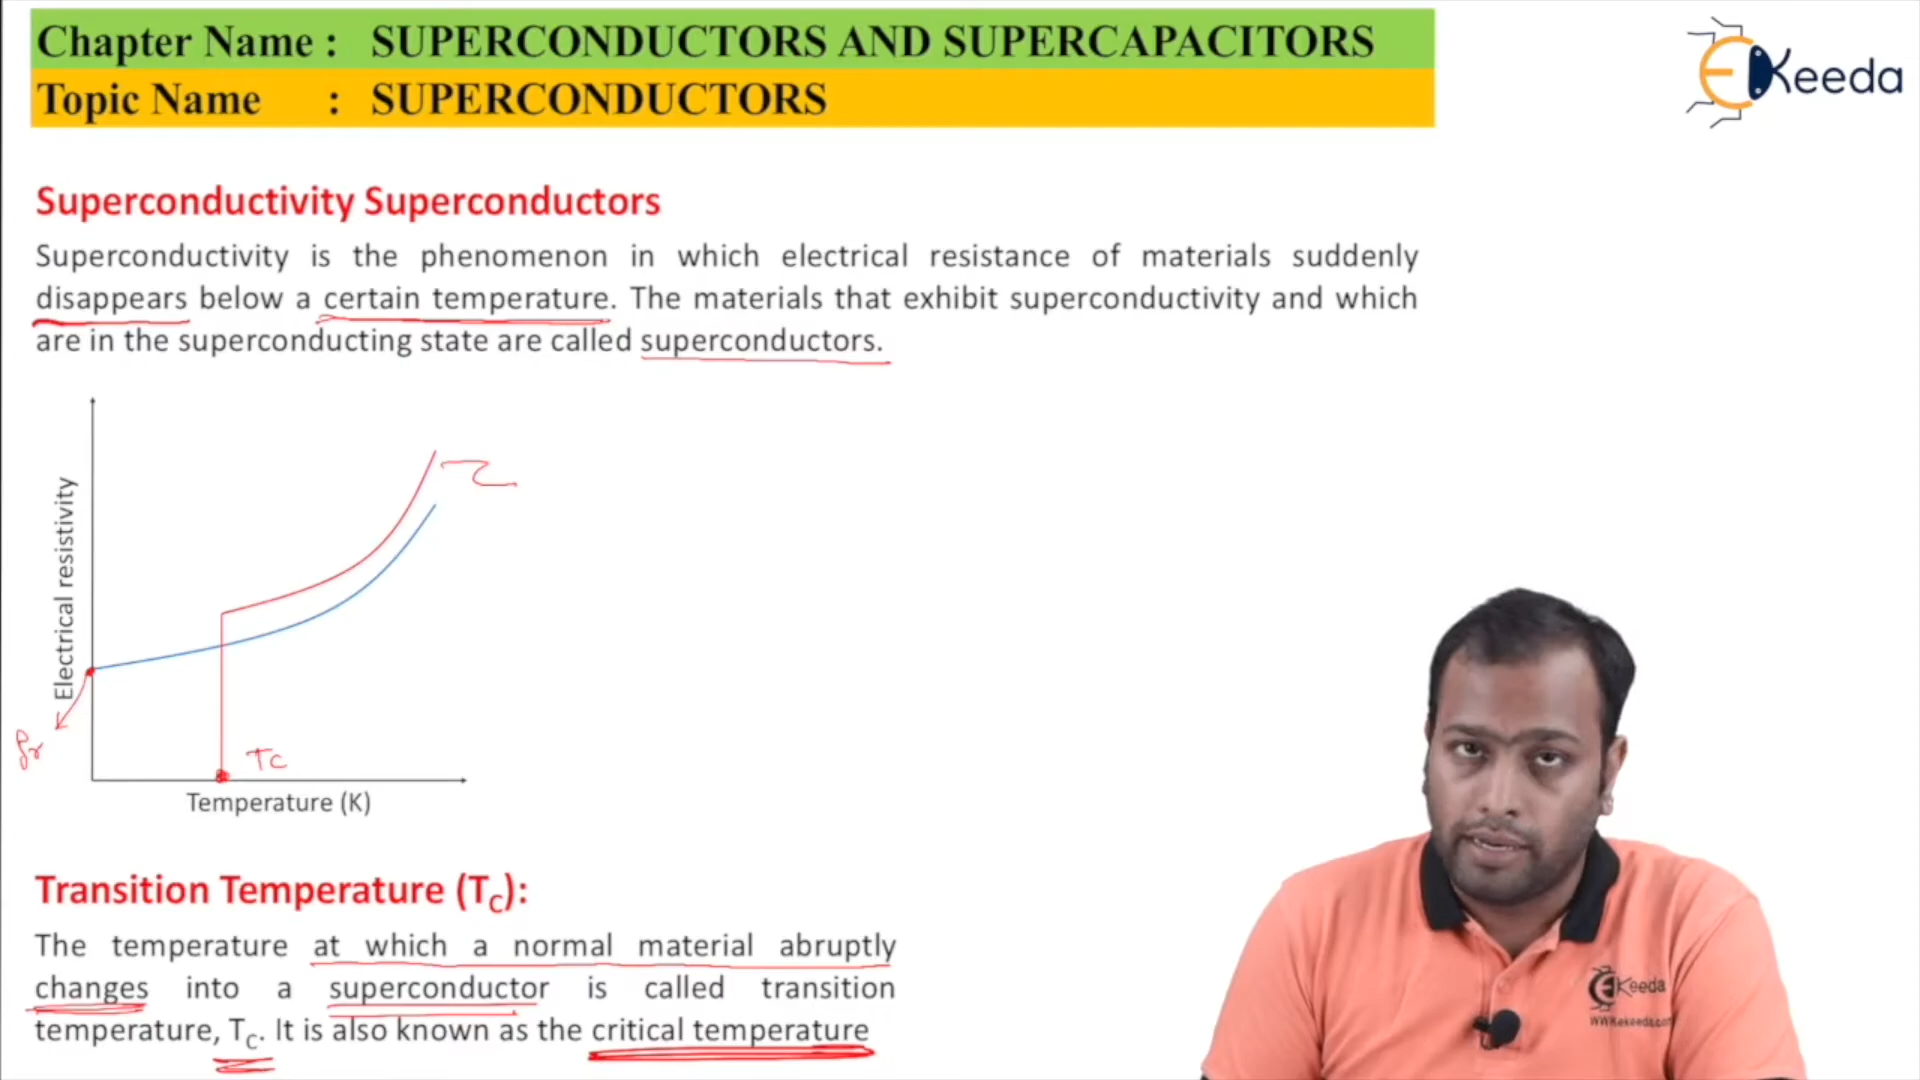 Chapter Name : SUPERCONDUCTORS AND SUPERCAPACITORS
Topic Name : SUPERCONDUCTORS
EKeeda
Superconductivity Superconductors
Superconductivity is the phenomenon in which electrical resistance of materials suddenly
disappears below a certain temperature. The materials that exhibit superconductivity and which
are in the superconducting state are called superconductors.
Electrical resistivity
ρr
Tc
Temperature (K)
Transition Temperature (TC):
The temperature at which a normal material abruptly
changes into a superconductor is called transition
temperature, TC. It is also known as the critical temperature
EKeeda